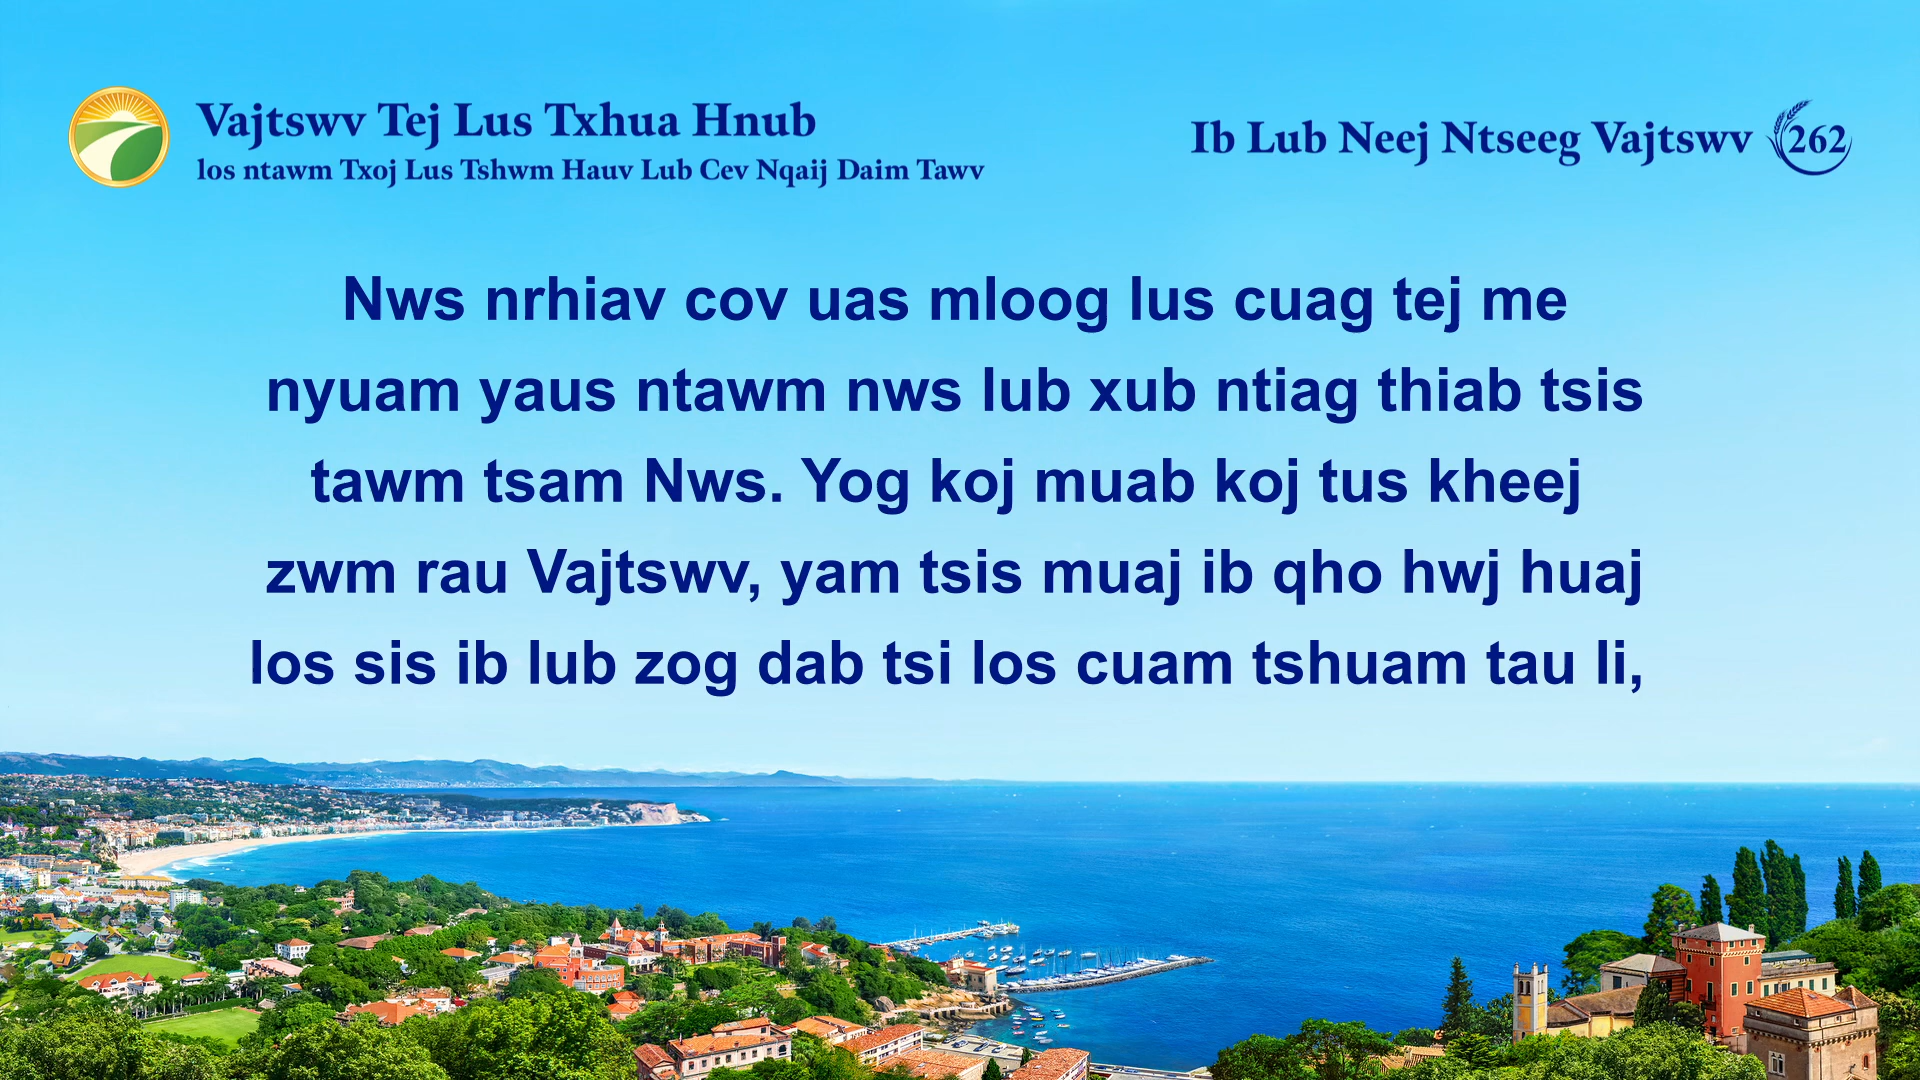 Vajtswv Tej Lus Txhua Hnub
los ntawm Txoj Lus Tshwm Hauv Lub Cev Nqaij Daim Tawv
Ib Lub Neej Ntseeg Vajtswv 262
Nws nrhiav cov uas mloog lus cuag tej me
nyuam yaus ntawm nws lub xub ntiag thiab tsis
tawm tsam Nws. Yog koj muab koj tus kheej
zwm rau Vajtswv, yam tsis muaj ib qho hwj huaj
los sis ib lub zog dab tsi los cuam tshuam tau li,